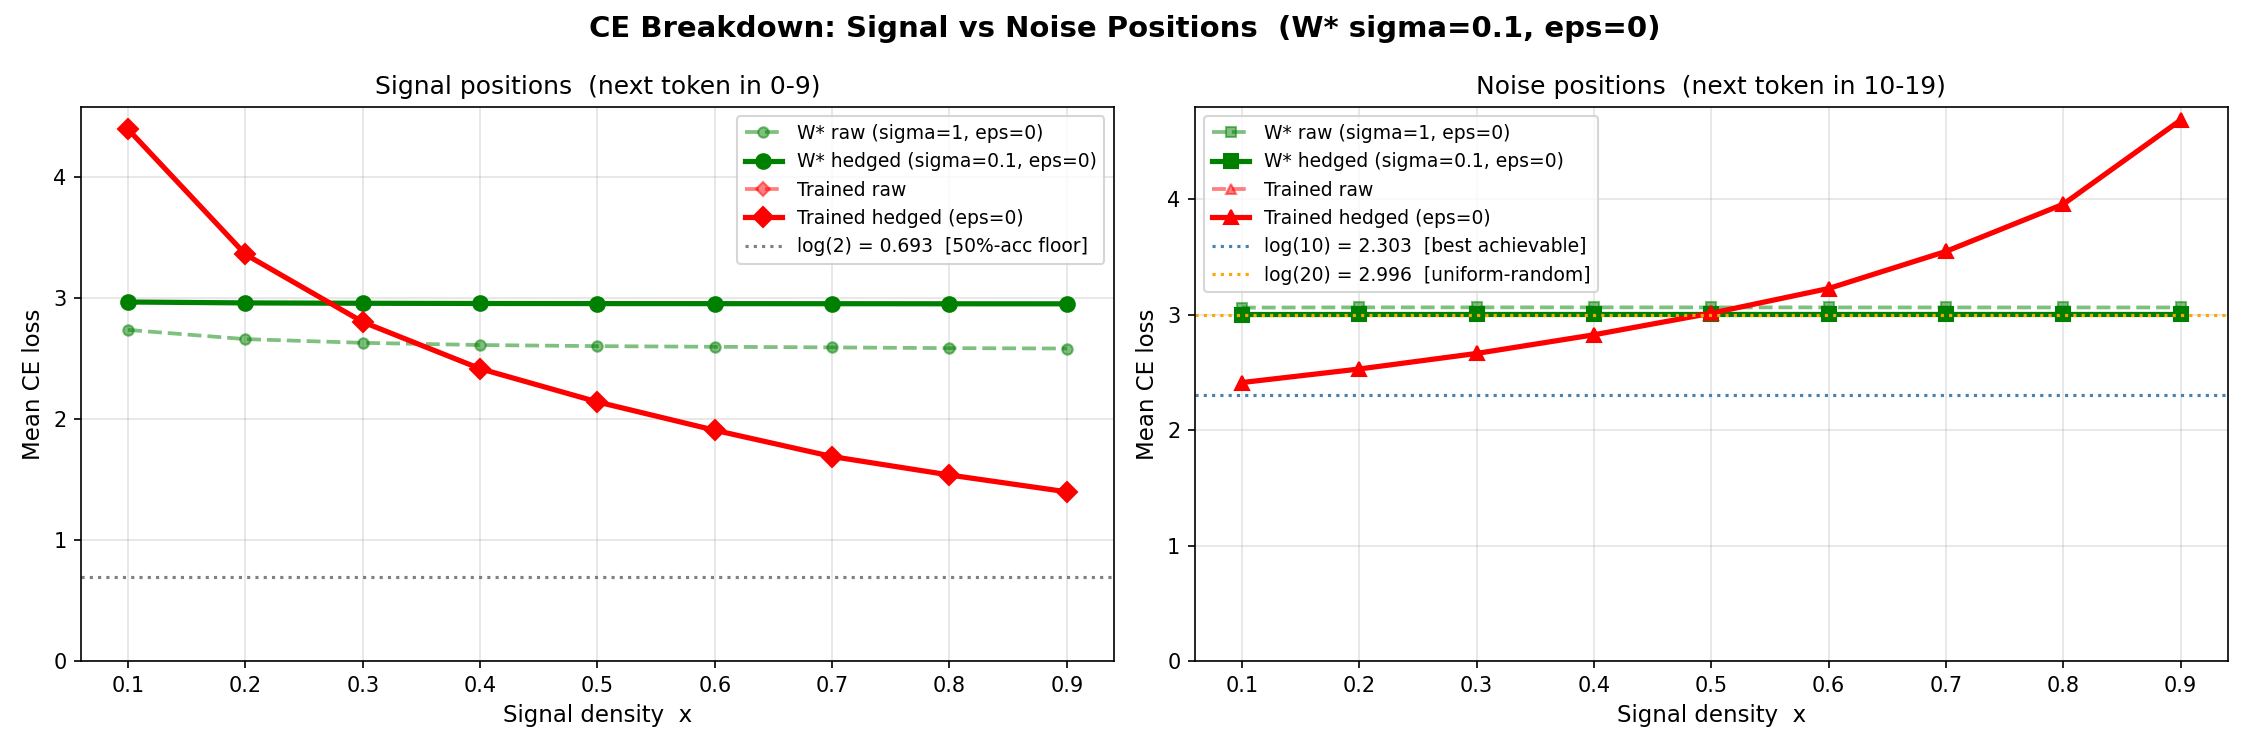 CE Breakdown: Signal vs Noise Positions  (W* sigma=0.1, eps=0)
Signal positions  (next token in 0-9)
Mean CE loss
4
3
2
1
0
W* raw (sigma=1, eps=0)
W* hedged (sigma=0.1, eps=0)
Trained raw
Trained hedged (eps=0)
log(2) = 0.693  [50%-acc floor]
0.1 0.2 0.3 0.4 0.5 0.6 0.7 0.8 0.9
Signal density  x
Noise positions  (next token in 10-19)
Mean CE loss
4
3
2
1
0
W* raw (sigma=1, eps=0)
W* hedged (sigma=0.1, eps=0)
Trained raw
Trained hedged (eps=0)
log(10) = 2.303  [best achievable]
log(20) = 2.996  [uniform-random]
0.1 0.2 0.3 0.4 0.5 0.6 0.7 0.8 0.9
Signal density  x